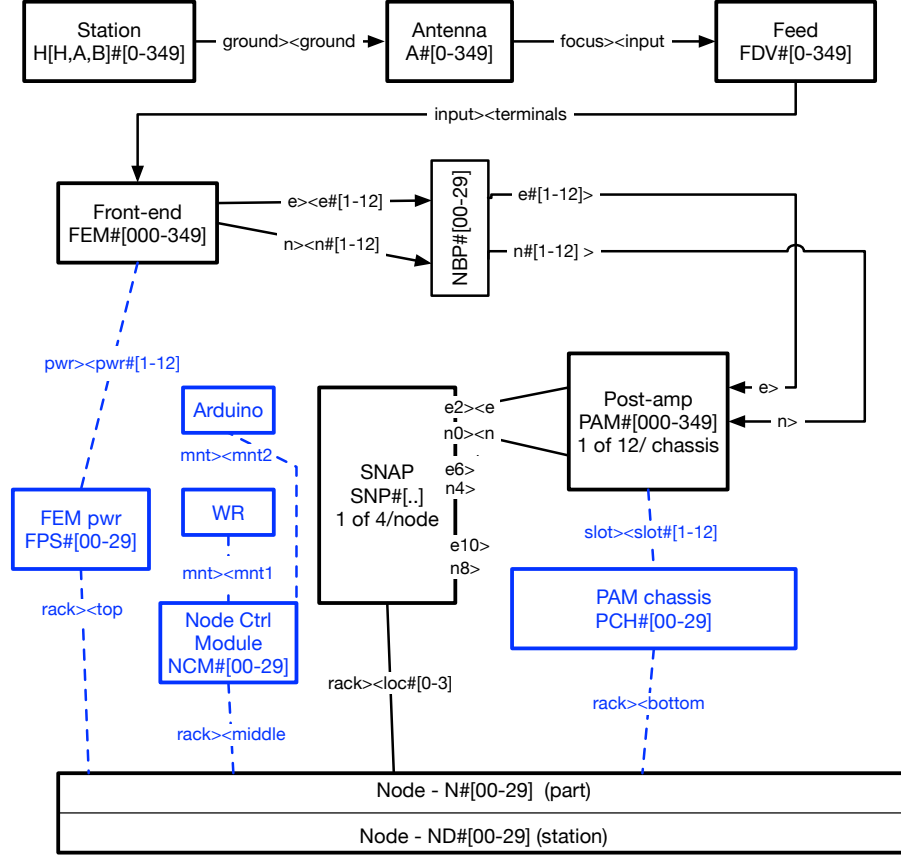 Station
H[H,A,B]#[0-349]
ground><ground
Antenna
A#[0-349]
focus><input
Feed
FDV#[0-349]
input><terminals
Front-end
FEM#[000-349]
e><e#[1-12]
n><n#[1-12]
NBP#[00-29]
e#[1-12]>
n#[1-12] >
pwr><pwr#[1-12]
Arduino
mnt><mnt2
SNAP
SNP#[..]
1 of 4/node
e2><e
n0><n
e6>
n4>
e10>
n8>
Post-amp
PAM#[000-349]
1 of 12/ chassis
e>
n>
FEM pwr
FPS#[00-29]
WR
mnt><mnt1
slot><slot#[1-12]
rack><top
Node Ctrl
Module
NCM#[00-29]
PAM chassis
PCH#[00-29]
rack><middle
rack><loc#[0-3]
rack><bottom
Node - N#[00-29]  (part)
Node - ND#[00-29] (station)